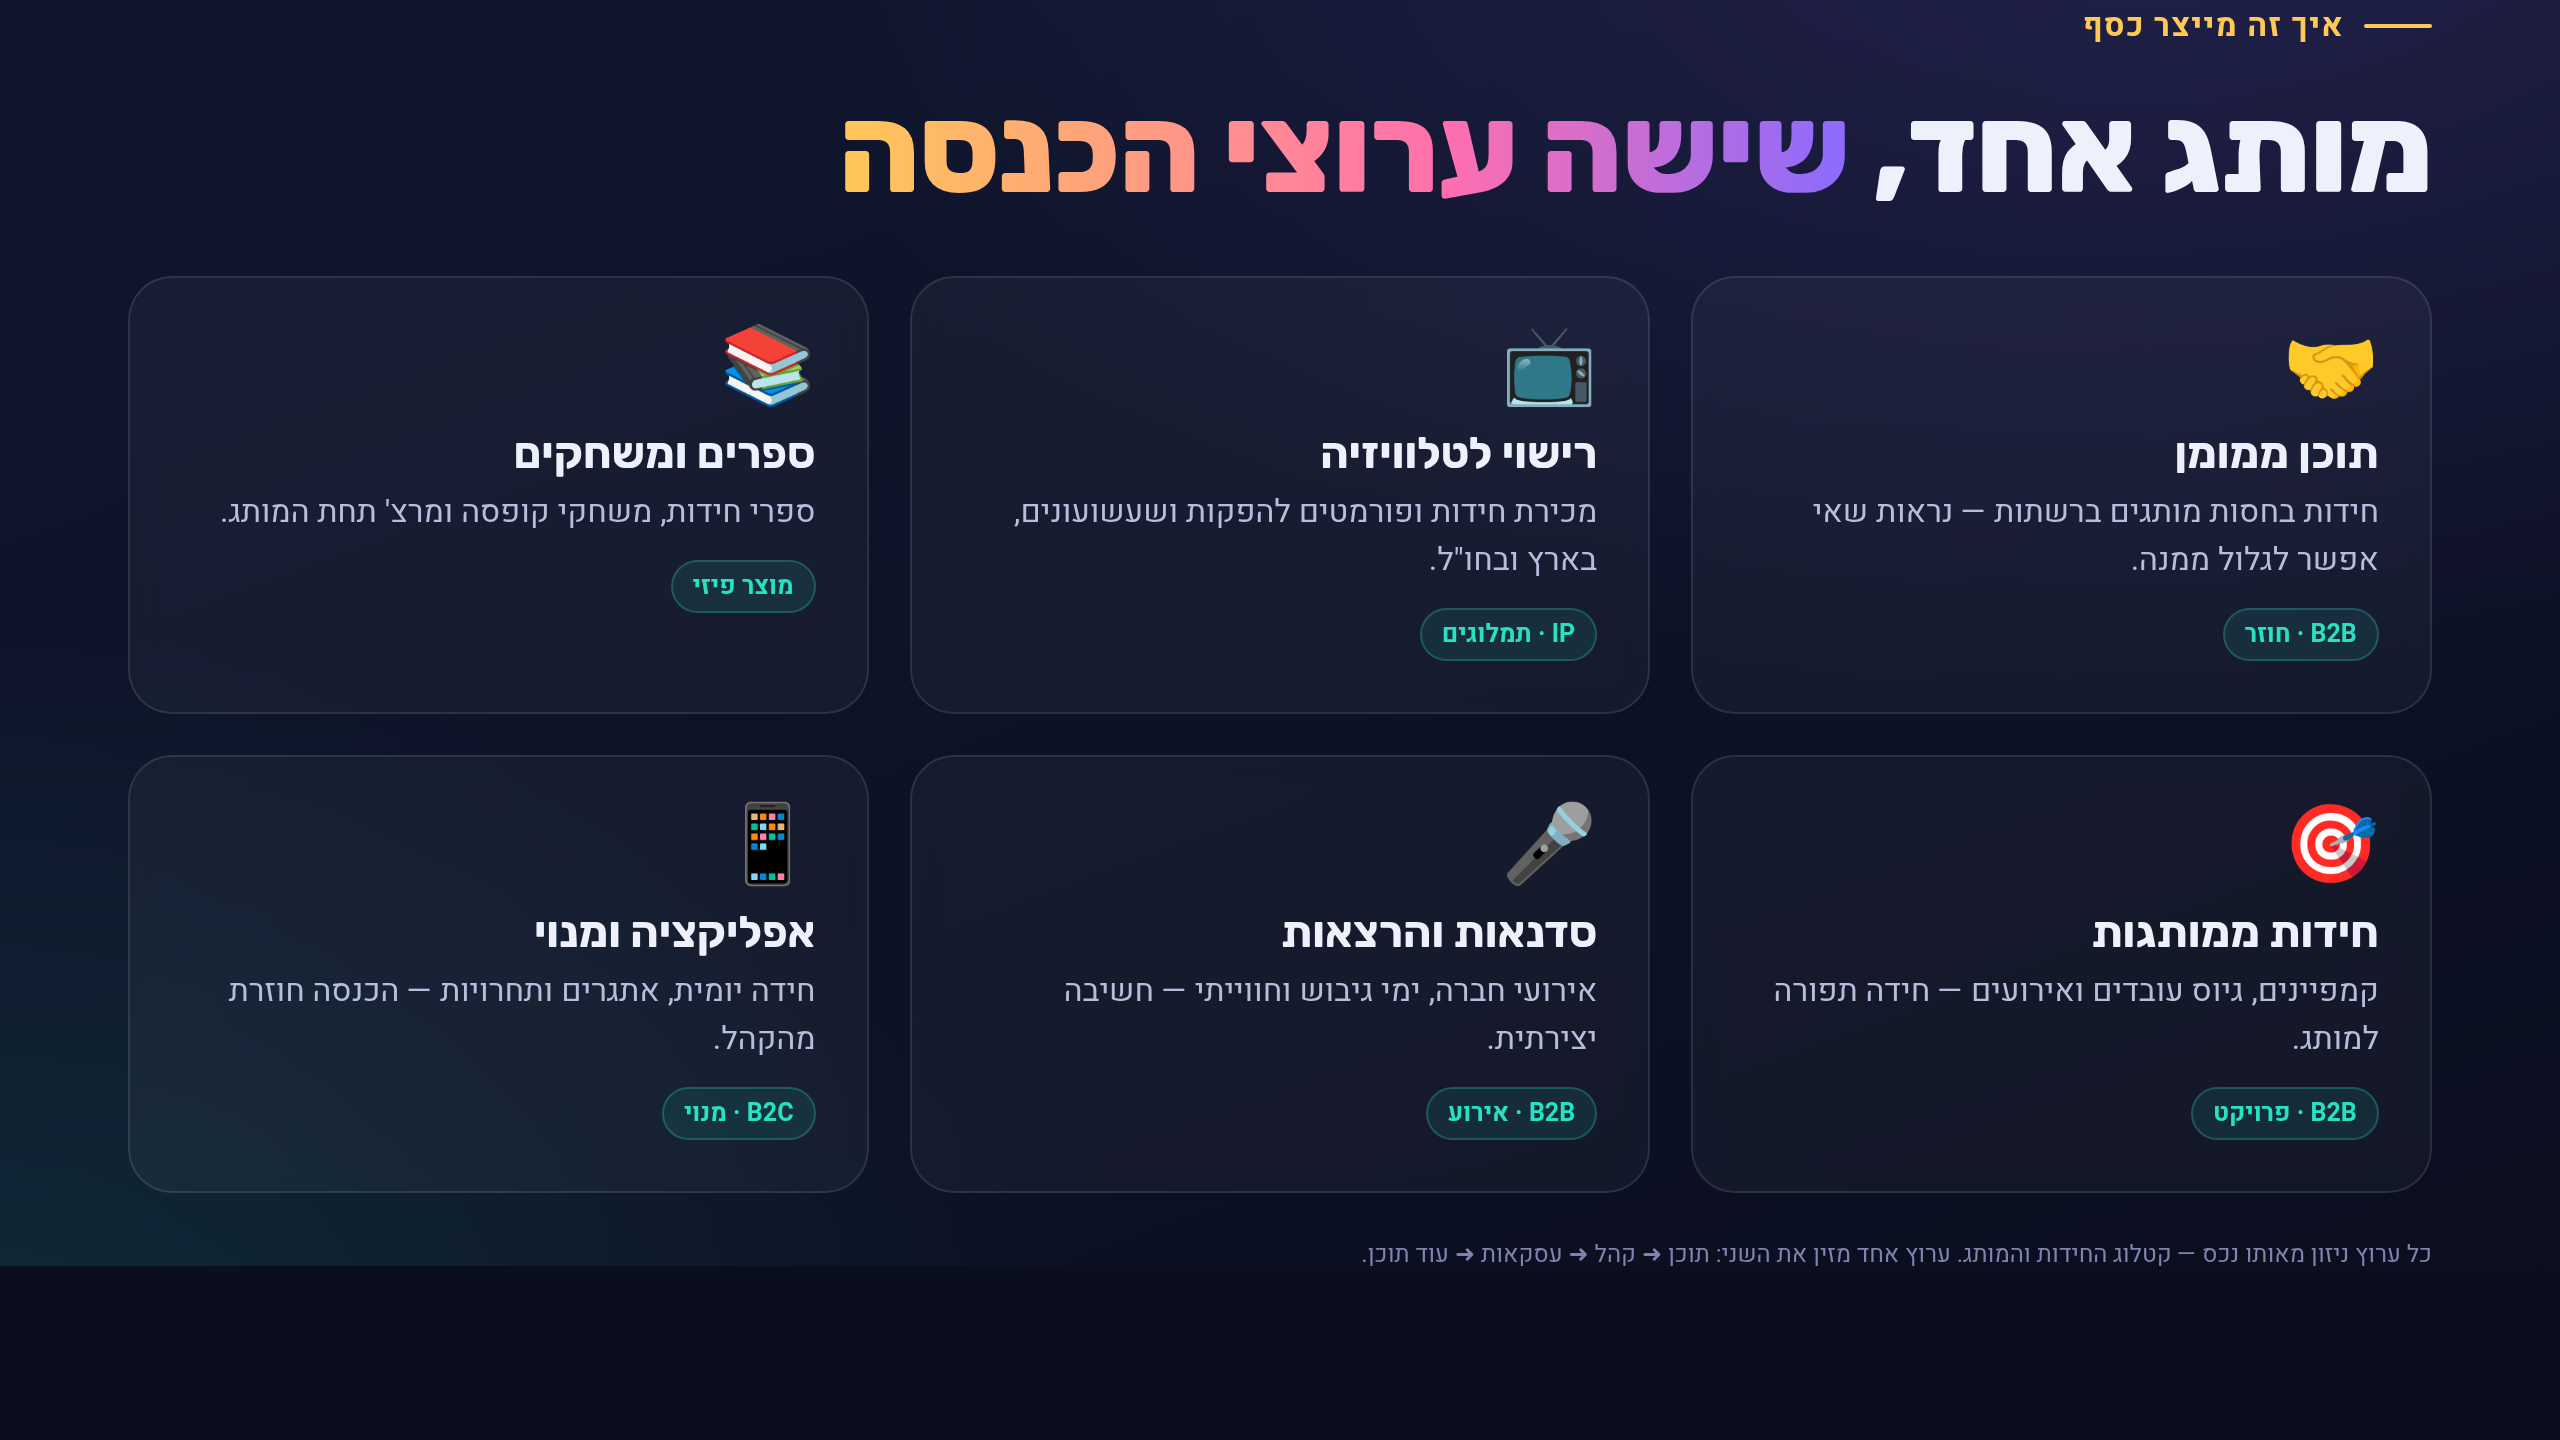 איך זה מייצר כסף
מותג אחד, שישה ערוצי הכנסה
תוכן ממומן
חידות בחסות מותגים ברשתות — נראות שאי
אפשר לגלול ממנה.
B2B · חוזר
רישוי לטלוויזיה
מכירת חידות ופורמטים להפקות ושעשועונים,
בארץ ובחו"ל.
IP · תמלוגים
ספרים ומשחקים
ספרי חידות, משחקי קופסה ומרצ' תחת המותג.
מוצר פיזי
חידות ממותגות
קמפיינים, גיוס עובדים ואירועים — חידה תפורה
למותג.
B2B · פרויקט
סדנאות והרצאות
אירועי חברה, ימי גיבוש וחווייתי — חשיבה
יצירתית.
B2B · אירוע
אפליקציה ומנוי
חידה יומית, אתגרים ותחרויות — הכנסה חוזרת
מהקהל.
B2C · מנוי
כל ערוץ ניזון מאותו נכס — קטלוג החידות והמותג. ערוץ אחד מזין את השני: תוכן ➜ קהל ➜ עסקאות ➜ עוד תוכן.